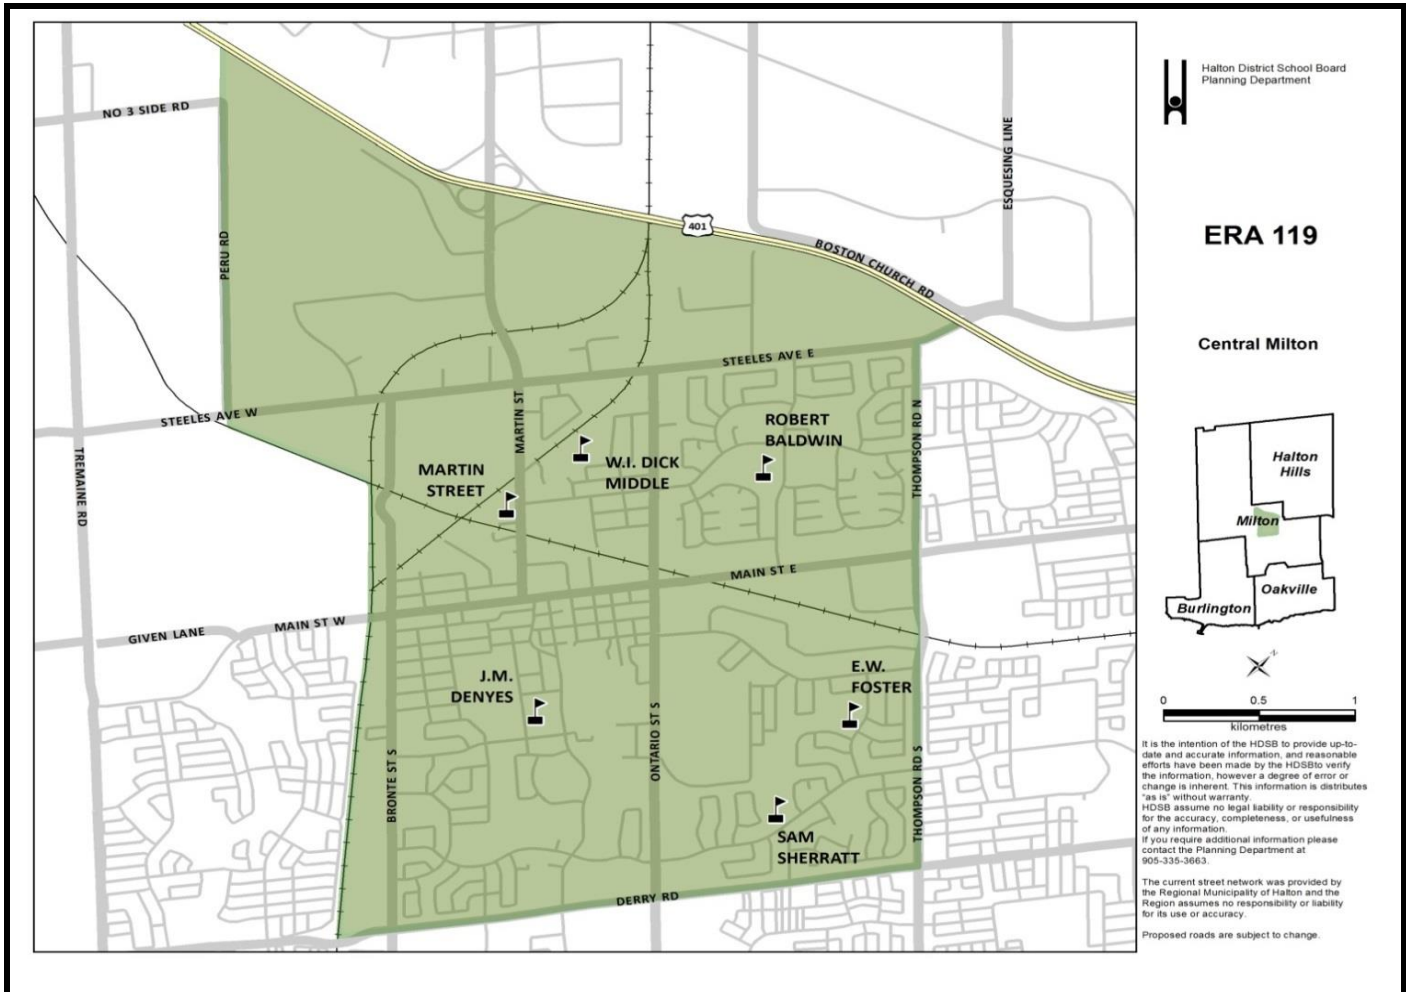 NO 3 SIDE RD
PERU RD
401
BOSTON CHURCH RD
ESQUESING LINE
STEELES AVE E
STEELES AVE W
TREMAINE RD
MARTIN ST
THOMPSON RD N
MARTIN
STREET
W.I. DICK
MIDDLE
ROBERT
BALDWIN
MAIN ST E
MAIN ST W
GIVEN LANE
J.M.
DENYES
E.W.
FOSTER
ONTARIO ST S
BRONTE ST S
THOMPSON RD S
SAM
SHERRATT
DERRY RD
Halton District School Board
Planning Department
ERA 119
Central Milton
Halton
Hills
Milton
Oakville
Burlington
N
0 0.5 1
kilometres
It is the intention of the HDSB to provide up-to-
date and accurate information, and reasonable
efforts have been made by the HDSBto verify
the information, however a degree of error or
change is inherent. This information is distributes
"as is" without warranty.
HDSB assume no legal liability or responsibility
for the accuracy, completeness, or usefulness
of any information.
If you require additional information please
contact the Planning Department at
905-335-3663.
The current street network was provided by
the Regional Municipality of Halton and the
Region assumes no responsibility or liability
for its use or accuracy.
Proposed roads are subject to change.